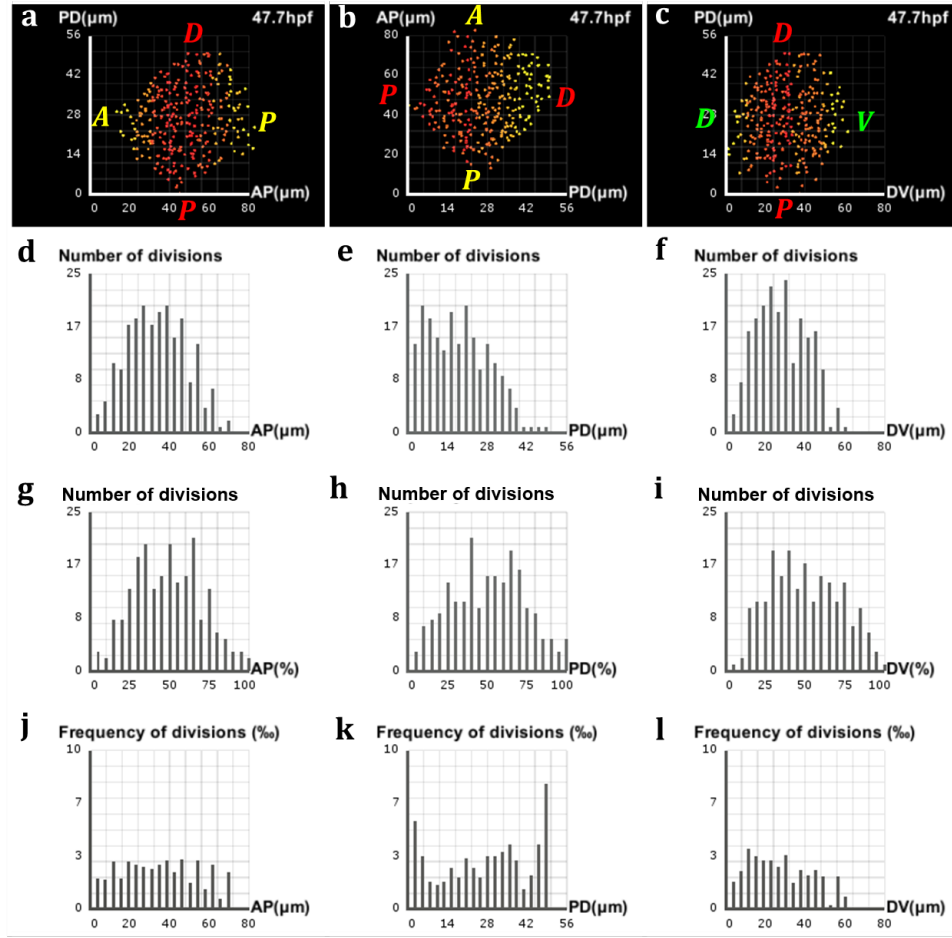 a PD(µm) D 47.7hpf
56
42
28
14
0
A
P
P
AP(µm)
0 20 40 60 80
b AP(µm) A 47.7hpf
80
60
40
20
0
P
D
P
PD(µm)
0 14 28 42 56
c PD(µm) D 47.7hpf
56
42
28
14
0
D
V
P
DV(µm)
0 20 40 60 80
d Number of divisions
25
17
8
0
AP(µm)
0 20 40 60 80
e Number of divisions
25
17
8
0
PD(µm)
0 14 28 42 56
f Number of divisions
25
17
8
0
DV(µm)
0 20 40 60 80
g Number of divisions
25
17
8
0
AP(%)
0 25 50 75 100
h Number of divisions
25
17
8
0
PD(%)
0 25 50 75 100
i Number of divisions
25
17
8
0
DV(%)
0 25 50 75 100
j Frequency of divisions (‰)
10
7
3
0
AP(µm)
0 20 40 60 80
k Frequency of divisions (‰)
10
7
3
0
PD(µm)
0 14 28 42 56
l Frequency of divisions (‰)
10
7
3
0
DV(µm)
0 20 40 60 80